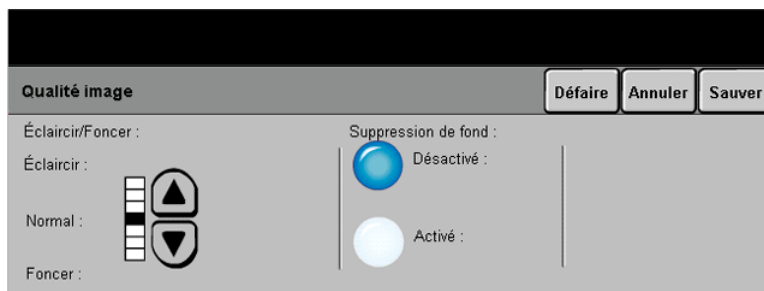 Qualité image
Défaire
Annuler
Sauver
Éclaircir/Foncer :
Éclaircir :
Normal :
Foncer :
Suppression de fond :
Désactivé :
Activé :